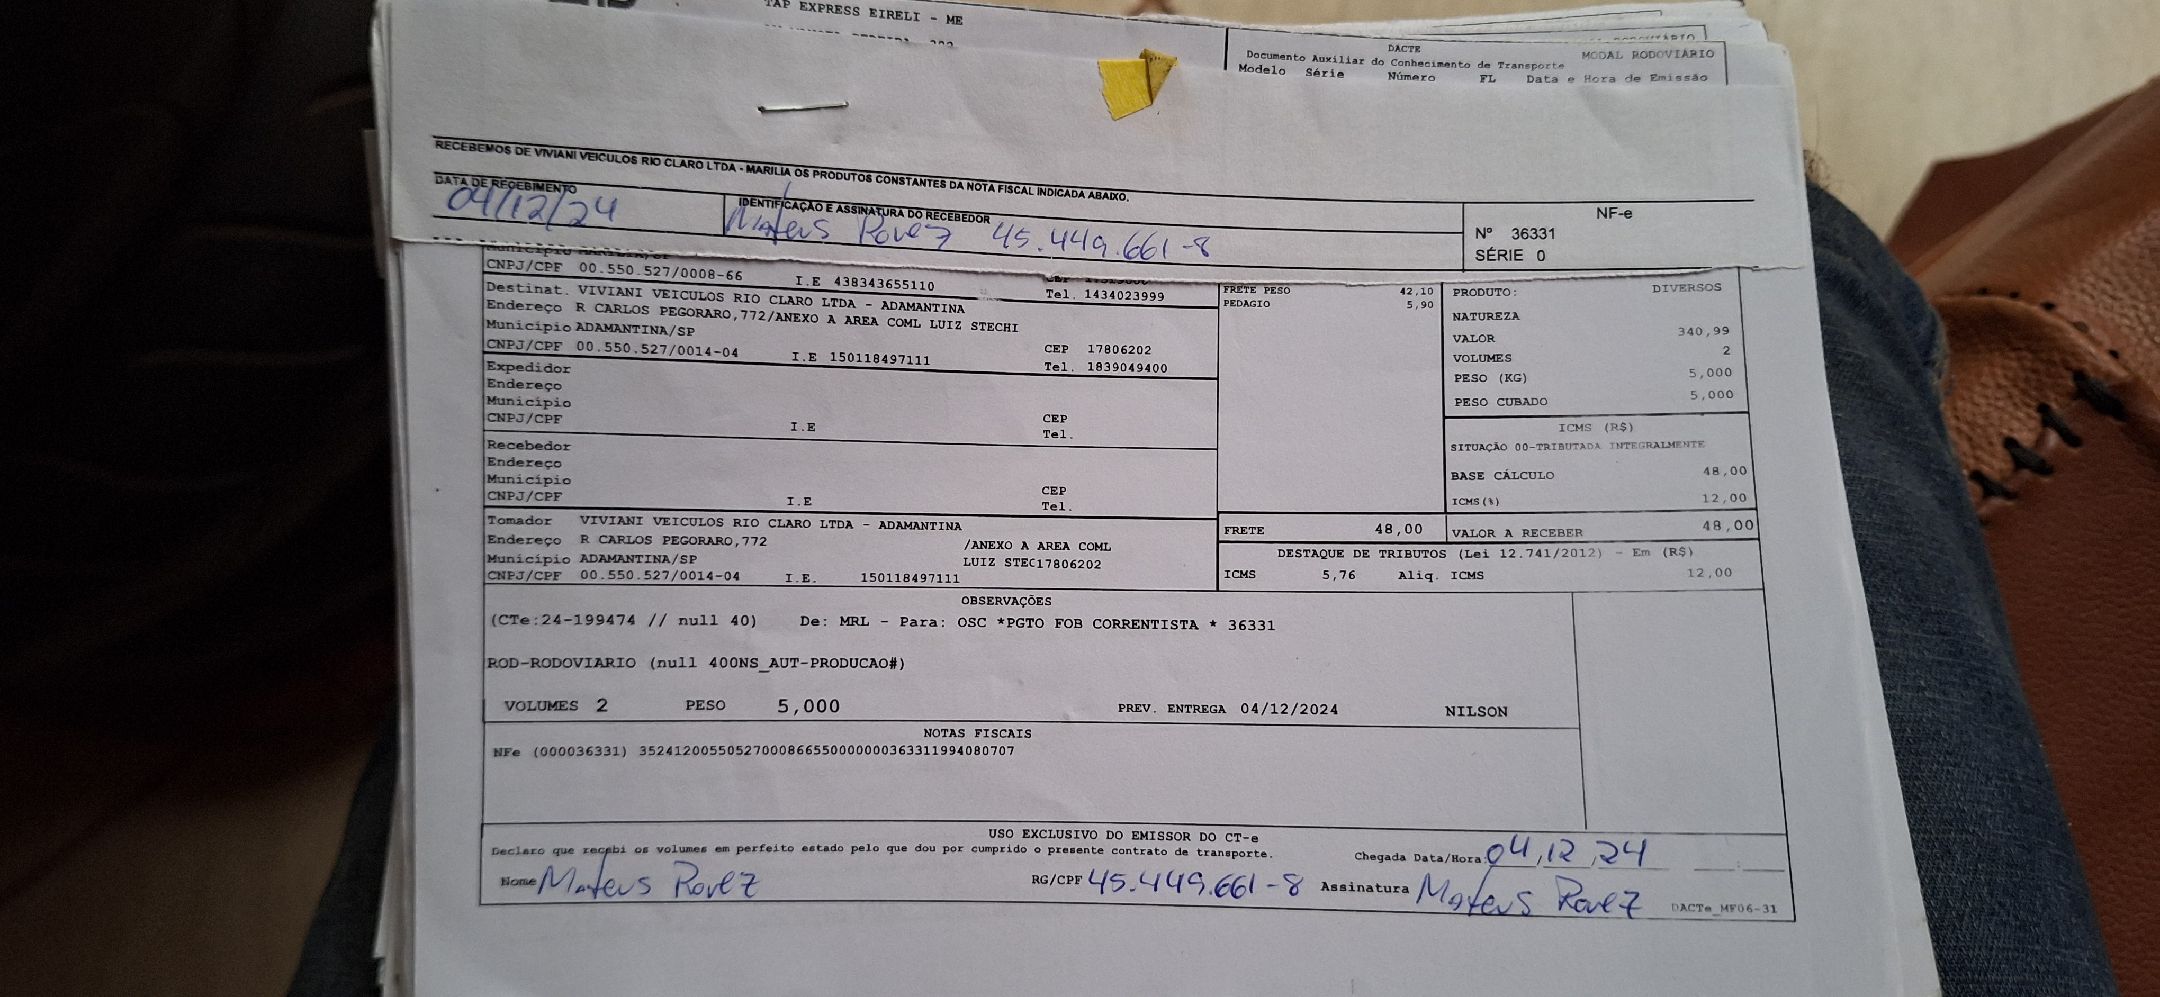 TAP EXPRESS EIRELI - ME
DACTE
MODAL RODOVIÁRIO
Documento Auxiliar do Conhecimento de Transporte
Modelo Série Número FL Data e Hora de Emissão
RECEBEMOS DE VIVIANI VEICULOS RIO CLARO LTDA - MARILIA OS PRODUTOS CONSTANTES DA NOTA FISCAL INDICADA ABAIXO.
DATA DE RECEBIMENTO
04/12/24
IDENTIFICAÇÃO E ASSINATURA DO RECEBEDOR
Mateus Rovez 45.449.661-8
NF-e
Nº 36331
SÉRIE 0
CNPJ/CPF 00.550.527/0008-66 I.E 438343655110 Tel. 1434023999
Destinat. VIVIANI VEICULOS RIO CLARO LTDA - ADAMANTINA
Endereço R CARLOS PEGORARO,772/ANEXO A AREA COML LUIZ STECHI
Município ADAMANTINA/SP CEP 17806202
CNPJ/CPF 00.550.527/0014-04 I.E 150118497111 Tel. 1839049400
Expedidor
Endereço
Município CEP
CNPJ/CPF I.E Tel.
Recebedor
Endereço
Município CEP
CNPJ/CPF I.E Tel.
Tomador VIVIANI VEICULOS RIO CLARO LTDA - ADAMANTINA
Endereço R CARLOS PEGORARO,772 /ANEXO A AREA COML
Município ADAMANTINA/SP LUIZ STEC17806202
CNPJ/CPF 00.550.527/0014-04 I.E. 150118497111
FRETE PESO 42,10
PEDAGIO 5,90
FRETE 48,00
PRODUTO: DIVERSOS
NATUREZA
VALOR 340,99
VOLUMES 2
PESO (KG) 5,000
PESO CUBADO 5,000
ICMS (R$)
SITUAÇÃO 00-TRIBUTADA INTEGRALMENTE
BASE CÁLCULO 48,00
ICMS(%) 12,00
VALOR A RECEBER 48,00
DESTAQUE DE TRIBUTOS (Lei 12.741/2012) - Em (R$)
ICMS 5,76 Aliq. ICMS 12,00
OBSERVAÇÕES
(CTe:24-199474 // null 40) De: MRL - Para: OSC *PGTO FOB CORRENTISTA * 36331
ROD-RODOVIARIO (null 400NS_AUT-PRODUCAO#)
VOLUMES 2 PESO 5,000 PREV. ENTREGA 04/12/2024 NILSON
NOTAS FISCAIS
NFe (000036331) 35241200550527000866550000000363311994080707
USO EXCLUSIVO DO EMISSOR DO CT-e
Declaro que recebi os volumes em perfeito estado pelo que dou por cumprido o presente contrato de transporte. Chegada Data/Hora: 04,12,24
Nome Mateus Rovez RG/CPF 45.449.661-8 Assinatura Mateus Rovez
DACTe_MF06-31